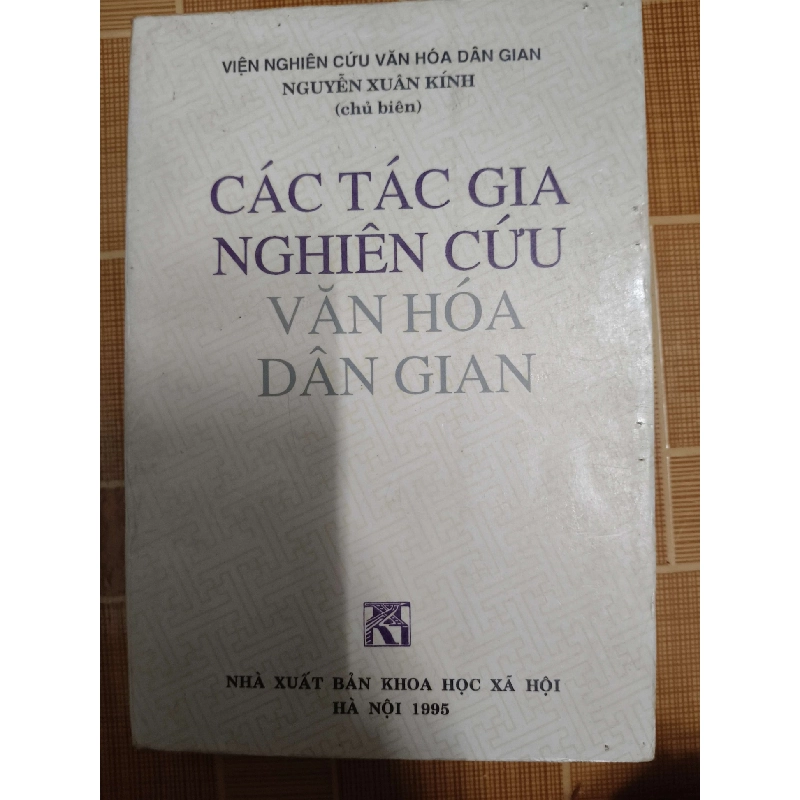 VIỆN NGHIÊN CỨU VĂN HÓA DÂN GIAN
NGUYỄN XUÂN KÍNH
(chủ biên)
CÁC TÁC GIA
NGHIÊN CỨU
VĂN HÓA
DÂN GIAN
NHÀ XUẤT BẢN KHOA HỌC XÃ HỘI
HÀ NỘI 1995